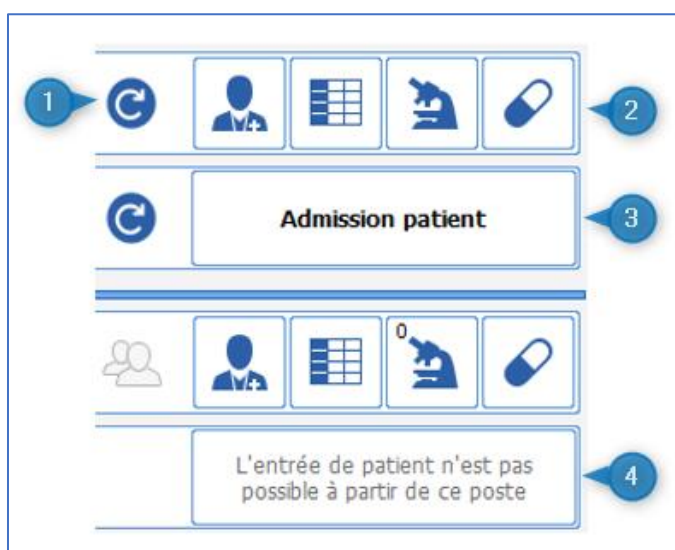 1
2
Admission patient
3
0
L'entrée de patient n'est pas
possible à partir de ce poste
4